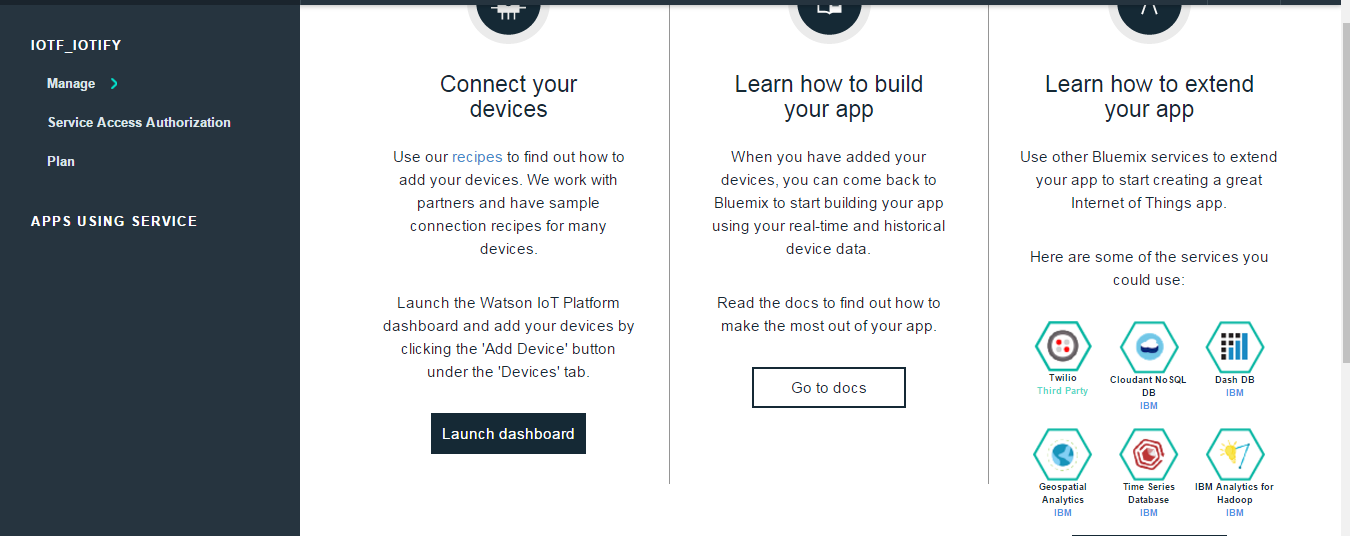 IOTF_IOTIFY
Manage
Service Access Authorization
Plan
APPS USING SERVICE
Connect your
devices
Use our recipes to find out how to
add your devices. We work with
partners and have sample
connection recipes for many
devices.
Launch the Watson IoT Platform
dashboard and add your devices by
clicking the 'Add Device' button
under the 'Devices' tab.
Launch dashboard
Learn how to build
your app
When you have added your
devices, you can come back to
Bluemix to start building your app
using your real-time and historical
device data.
Read the docs to find out how to
make the most out of your app.
Go to docs
Learn how to extend
your app
Use other Bluemix services to extend
your app to start creating a great
Internet of Things app.
Here are some of the services you
could use:
Twilio
Third Party
Cloudant NoSQL
DB
IBM
Dash DB
IBM
Geospatial
Analytics
IBM
Time Series
Database
IBM
IBM Analytics for
Hadoop
IBM